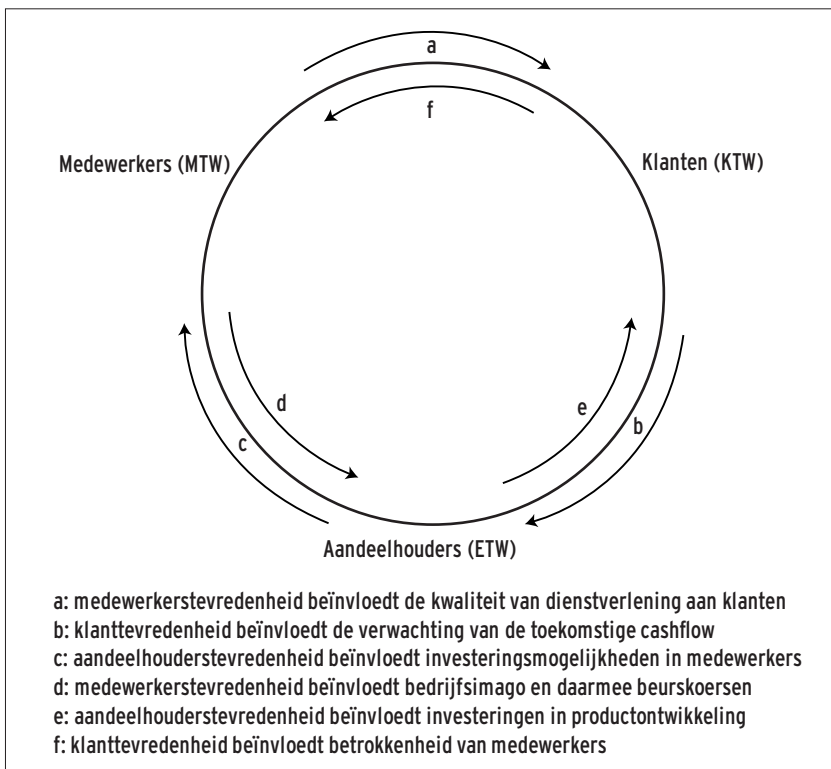 a
f
Medewerkers (MTW)
Klanten (KTW)
d
e
c
b
Aandeelhouders (ETW)
a: medewerkerstevredenheid beïnvloedt de kwaliteit van dienstverlening aan klanten
b: klanttevredenheid beïnvloedt de verwachting van de toekomstige cashflow
c: aandeelhouderstevredenheid beïnvloedt investeringsmogelijkheden in medewerkers
d: medewerkerstevredenheid beïnvloedt bedrijfsimago en daarmee beurskoersen
e: aandeelhouderstevredenheid beïnvloedt investeringen in productontwikkeling
f: klanttevredenheid beïnvloedt betrokkenheid van medewerkers